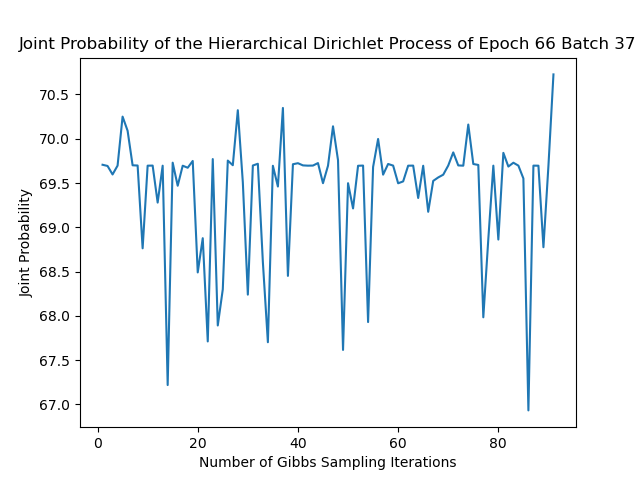 Joint Probability of the Hierarchical Dirichlet Process of Epoch 66 Batch 37
70.5
70.0
69.5
69.0
68.5
68.0
67.5
67.0
Joint Probability
0 20 40 60 80
Number of Gibbs Sampling Iterations